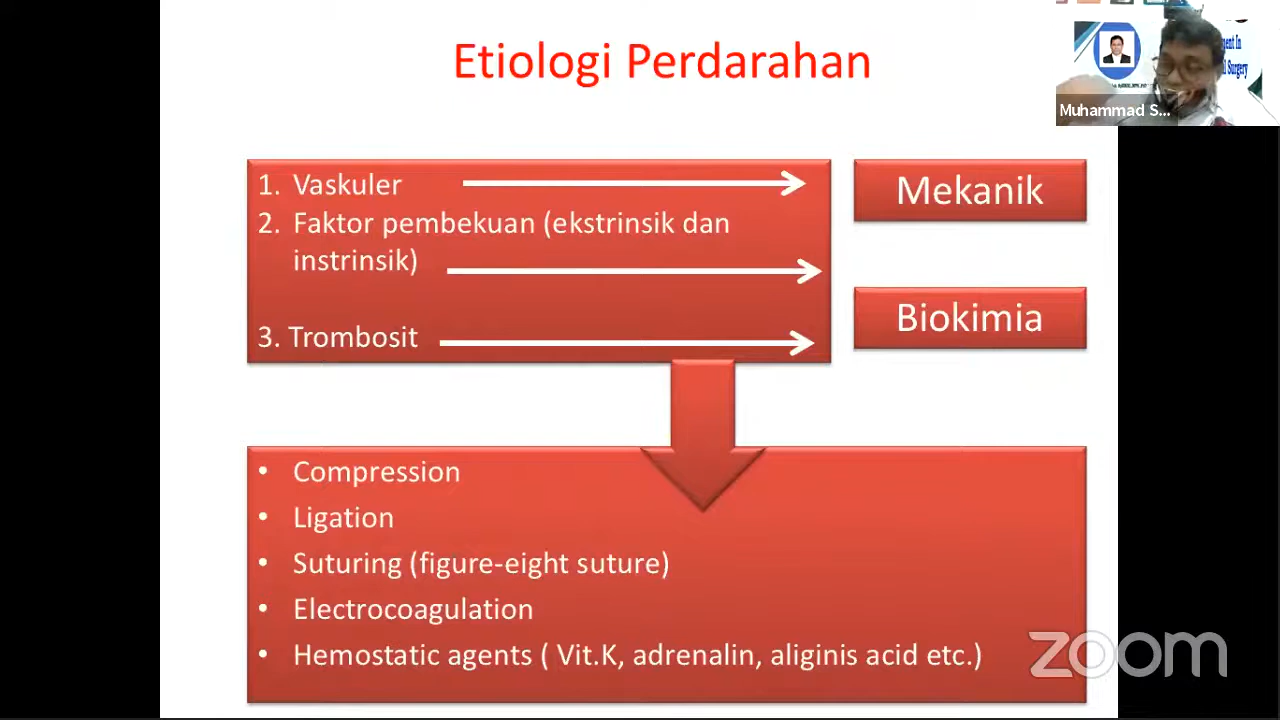 Etiologi Perdarahan
1. Vaskuler
2. Faktor pembekuan (ekstrinsik dan
instrinsik)
3. Trombosit
Mekanik
Biokimia
• Compression
• Ligation
• Suturing (figure-eight suture)
• Electrocoagulation
• Hemostatic agents ( Vit.K, adrenalin, aliginis acid etc.)
Muhammad S...
zoom